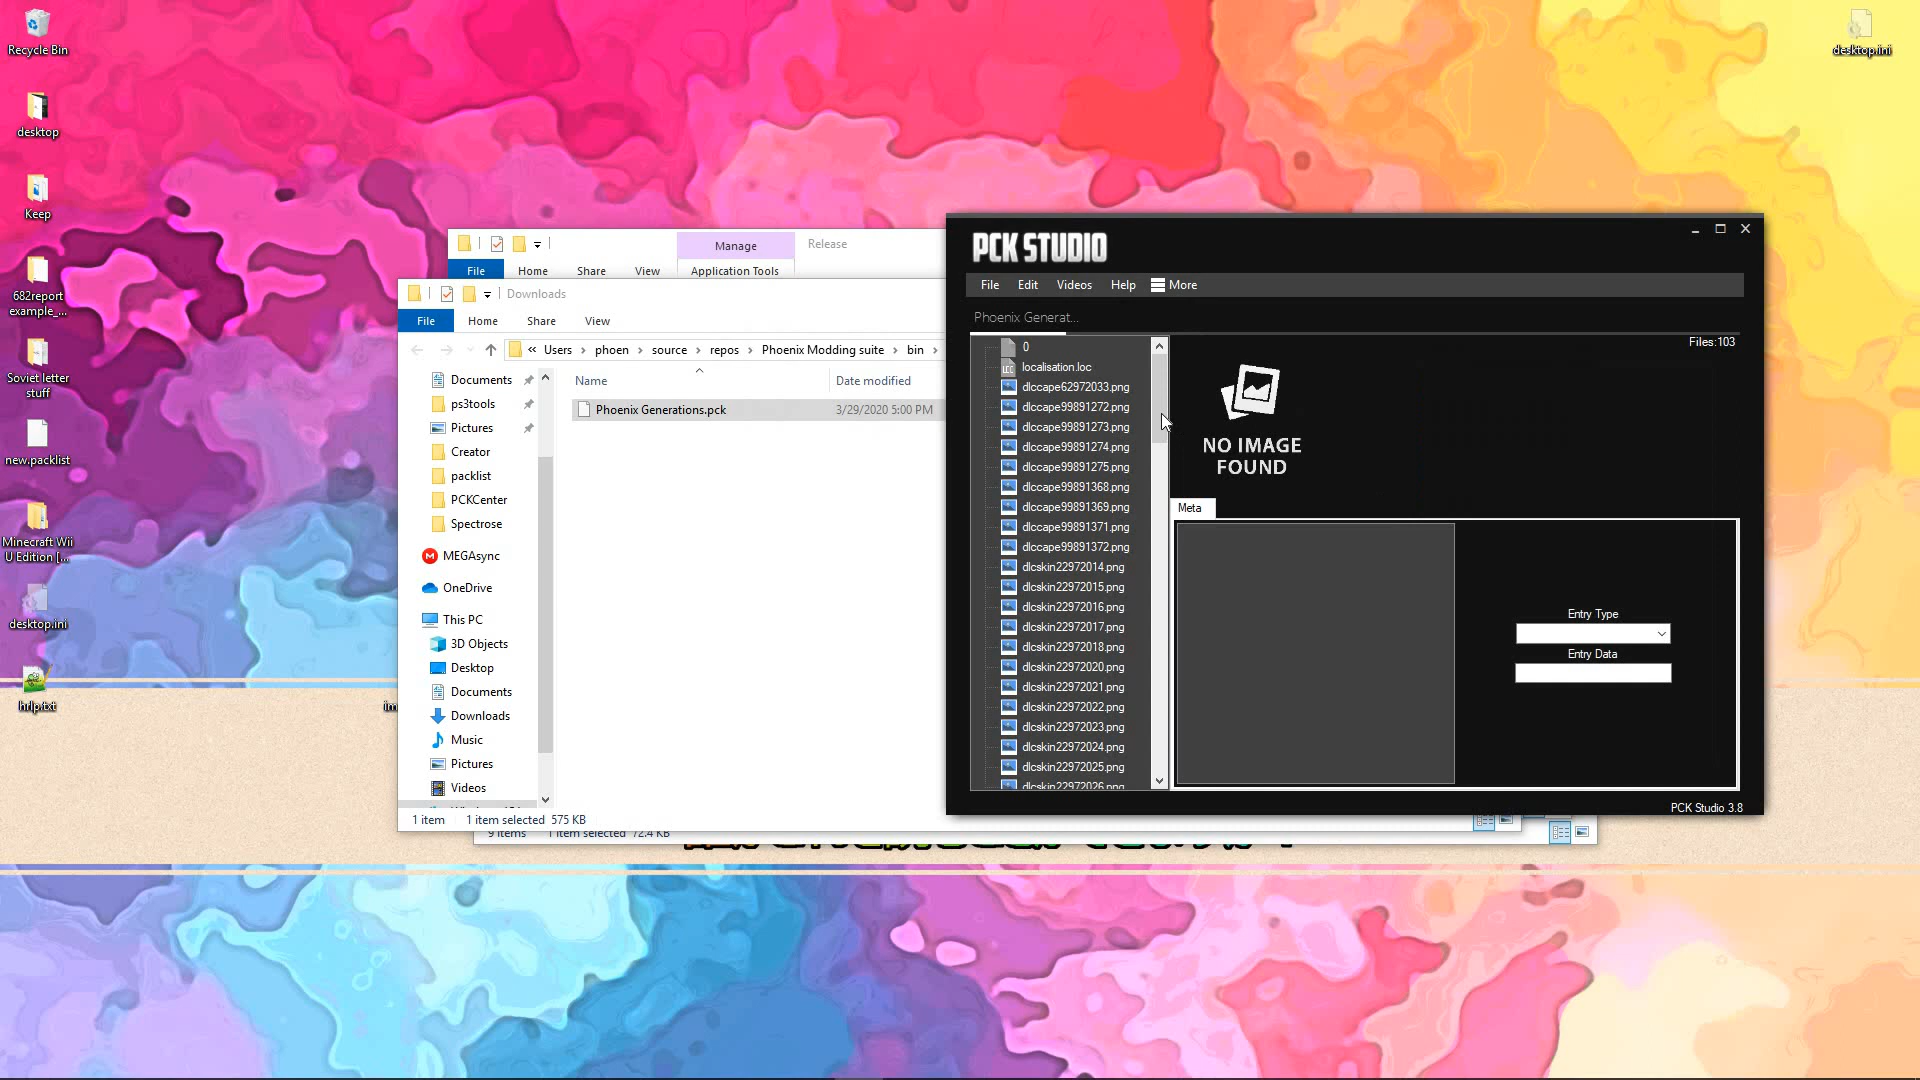 Recycle Bin
desktop
Keep
682report
example_...
Soviet letter
stuff
new.packlist
Minecraft Wii
U Edition [...
desktop.ini
hrlp.txt
desktop.ini
Manage
Release
File
Home
Share
View
Application Tools
Downloads
File
Home
Share
View
« Users > phoen > source > repos > Phoenix Modding suite > bin >
Documents
ps3tools
Pictures
Creator
packlist
PCKCenter
Spectrose
MEGAsync
OneDrive
This PC
3D Objects
Desktop
Documents
Downloads
Music
Pictures
Videos
Name
Date modified
Phoenix Generations.pck
3/29/2020 5:00 PM
1 item
1 item selected 575 KB
9 items
1 item selected 72.4 KB
PCK STUDIO
File
Edit
Videos
Help
More
Phoenix Generat...
Files:103
0
localisation.loc
dlccape62972033.png
dlccape99891272.png
dlccape99891273.png
dlccape99891274.png
dlccape99891275.png
dlccape99891368.png
dlccape99891369.png
dlccape99891371.png
dlccape99891372.png
dlcskin22972014.png
dlcskin22972015.png
dlcskin22972016.png
dlcskin22972017.png
dlcskin22972018.png
dlcskin22972020.png
dlcskin22972021.png
dlcskin22972022.png
dlcskin22972023.png
dlcskin22972024.png
dlcskin22972025.png
dlcskin22972026.png
NO IMAGE
FOUND
Meta
Entry Type
Entry Data
PCK Studio 3.8